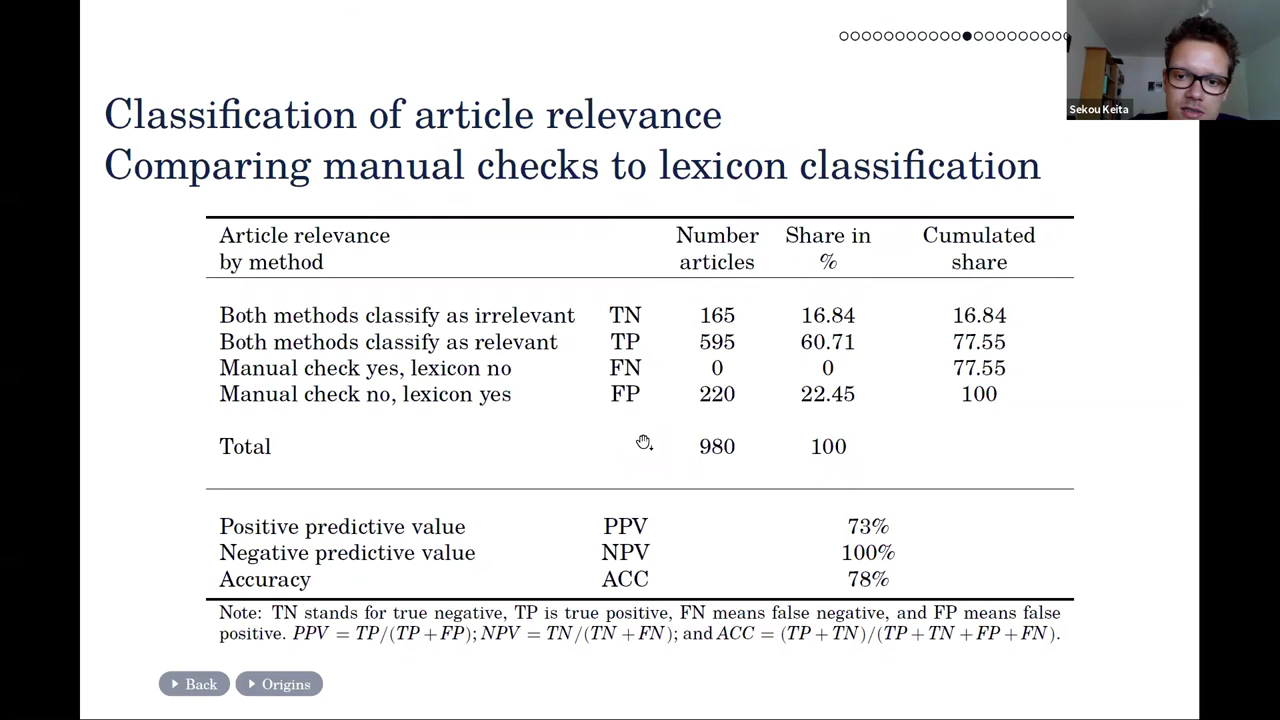 Classification of article relevance
Comparing manual checks to lexicon classification
Sekou Keita
Article relevance by method Number articles Share in % Cumulated share
Both methods classify as irrelevant TN 165 16.84 16.84
Both methods classify as relevant TP 595 60.71 77.55
Manual check yes, lexicon no FN 0 0 77.55
Manual check no, lexicon yes FP 220 22.45 100
Total 980 100
Positive predictive value PPV 73%
Negative predictive value NPV 100%
Accuracy ACC 78%
Note: TN stands for true negative, TP is true positive, FN means false negative, and FP means false
positive. PPV = TP/(TP+FP); NPV = TN/(TN+FN); and ACC = (TP+TN)/(TP+TN+FP+FN).
Back
Origins